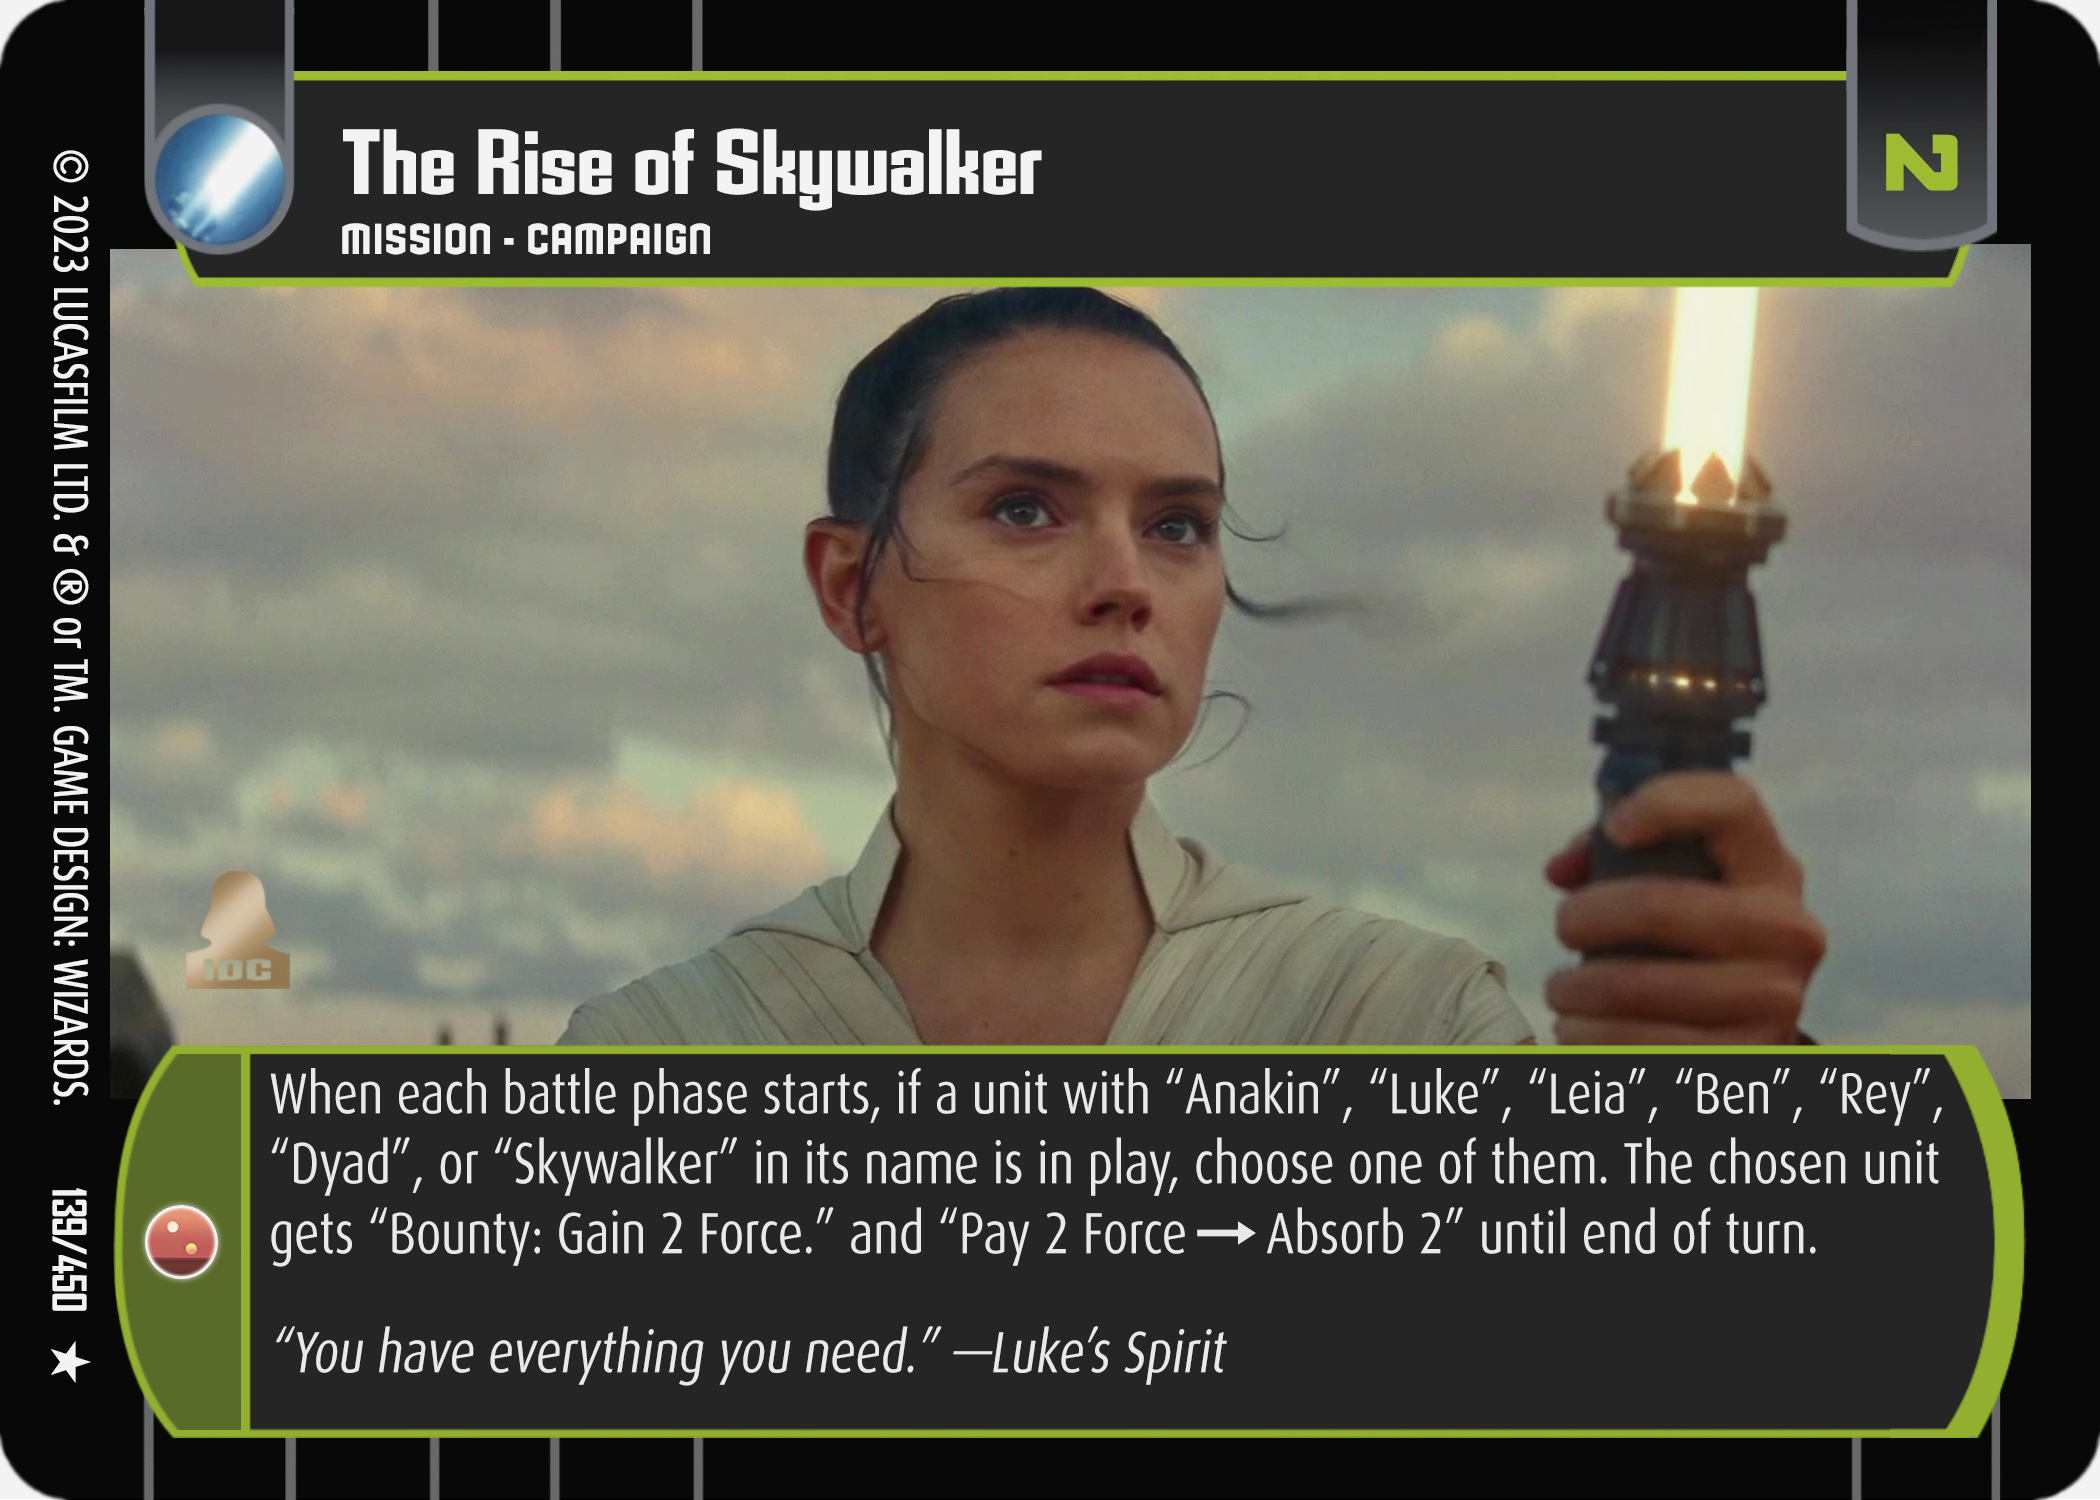 The Rise of Skywalker
MISSION - CAMPAIGN
2
IDC
When each battle phase starts, if a unit with “Anakin”, “Luke”, “Leia”, “Ben”, “Rey”,
“Dyad”, or “Skywalker” in its name is in play, choose one of them. The chosen unit
gets “Bounty: Gain 2 Force.” and “Pay 2 Force → Absorb 2” until end of turn.
“You have everything you need.” —Luke’s Spirit
© 2023 LUCASFILM LTD. & ® or TM. GAME DESIGN: WIZARDS. 139/450 ★